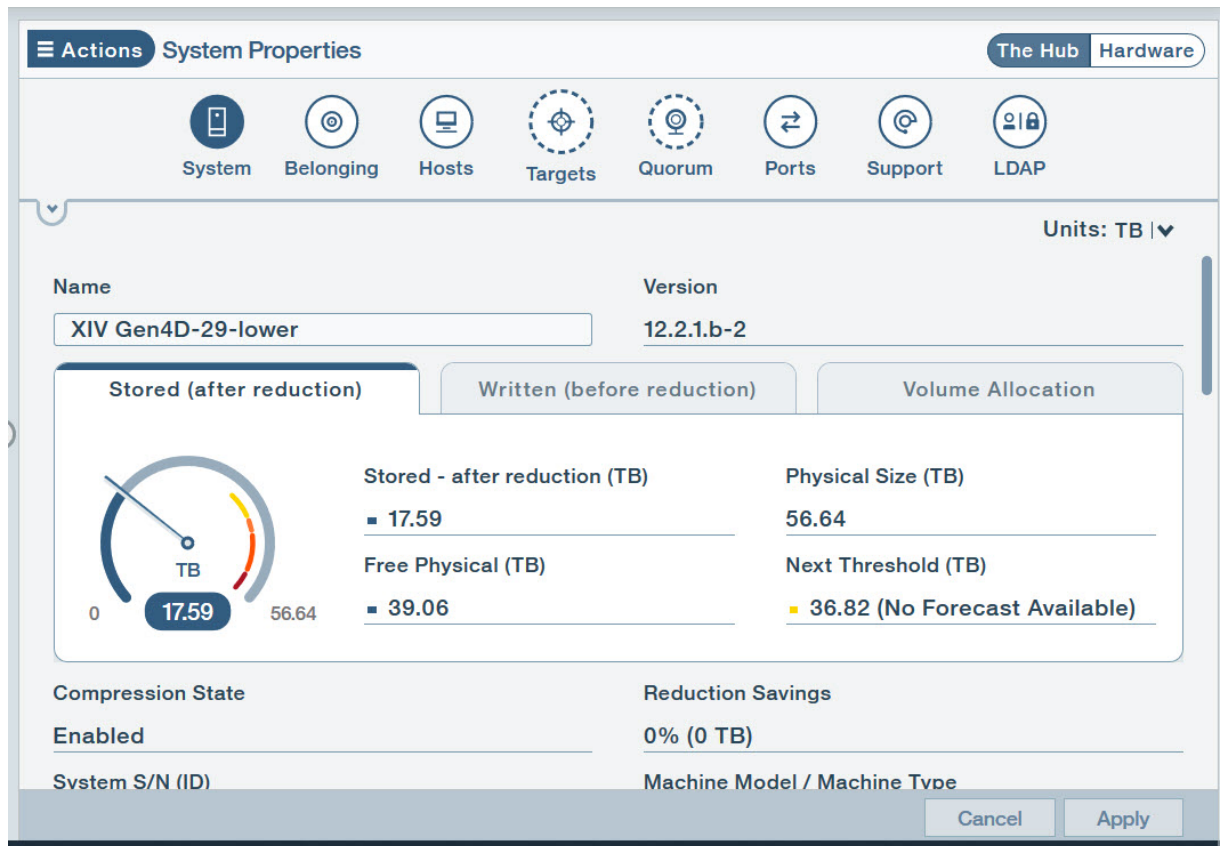 Actions System Properties The Hub Hardware
System Belonging Hosts Targets Quorum Ports Support LDAP
Units: TB
Name Version
XIV Gen4D-29-lower 12.2.1.b-2
Stored (after reduction) Written (before reduction) Volume Allocation
Stored - after reduction (TB) Physical Size (TB)
17.59 56.64
TB Free Physical (TB) Next Threshold (TB)
0 17.59 56.64 39.06 36.82 (No Forecast Available)
Compression State Reduction Savings
Enabled 0% (0 TB)
System S/N (ID) Machine Model / Machine Type
Cancel Apply